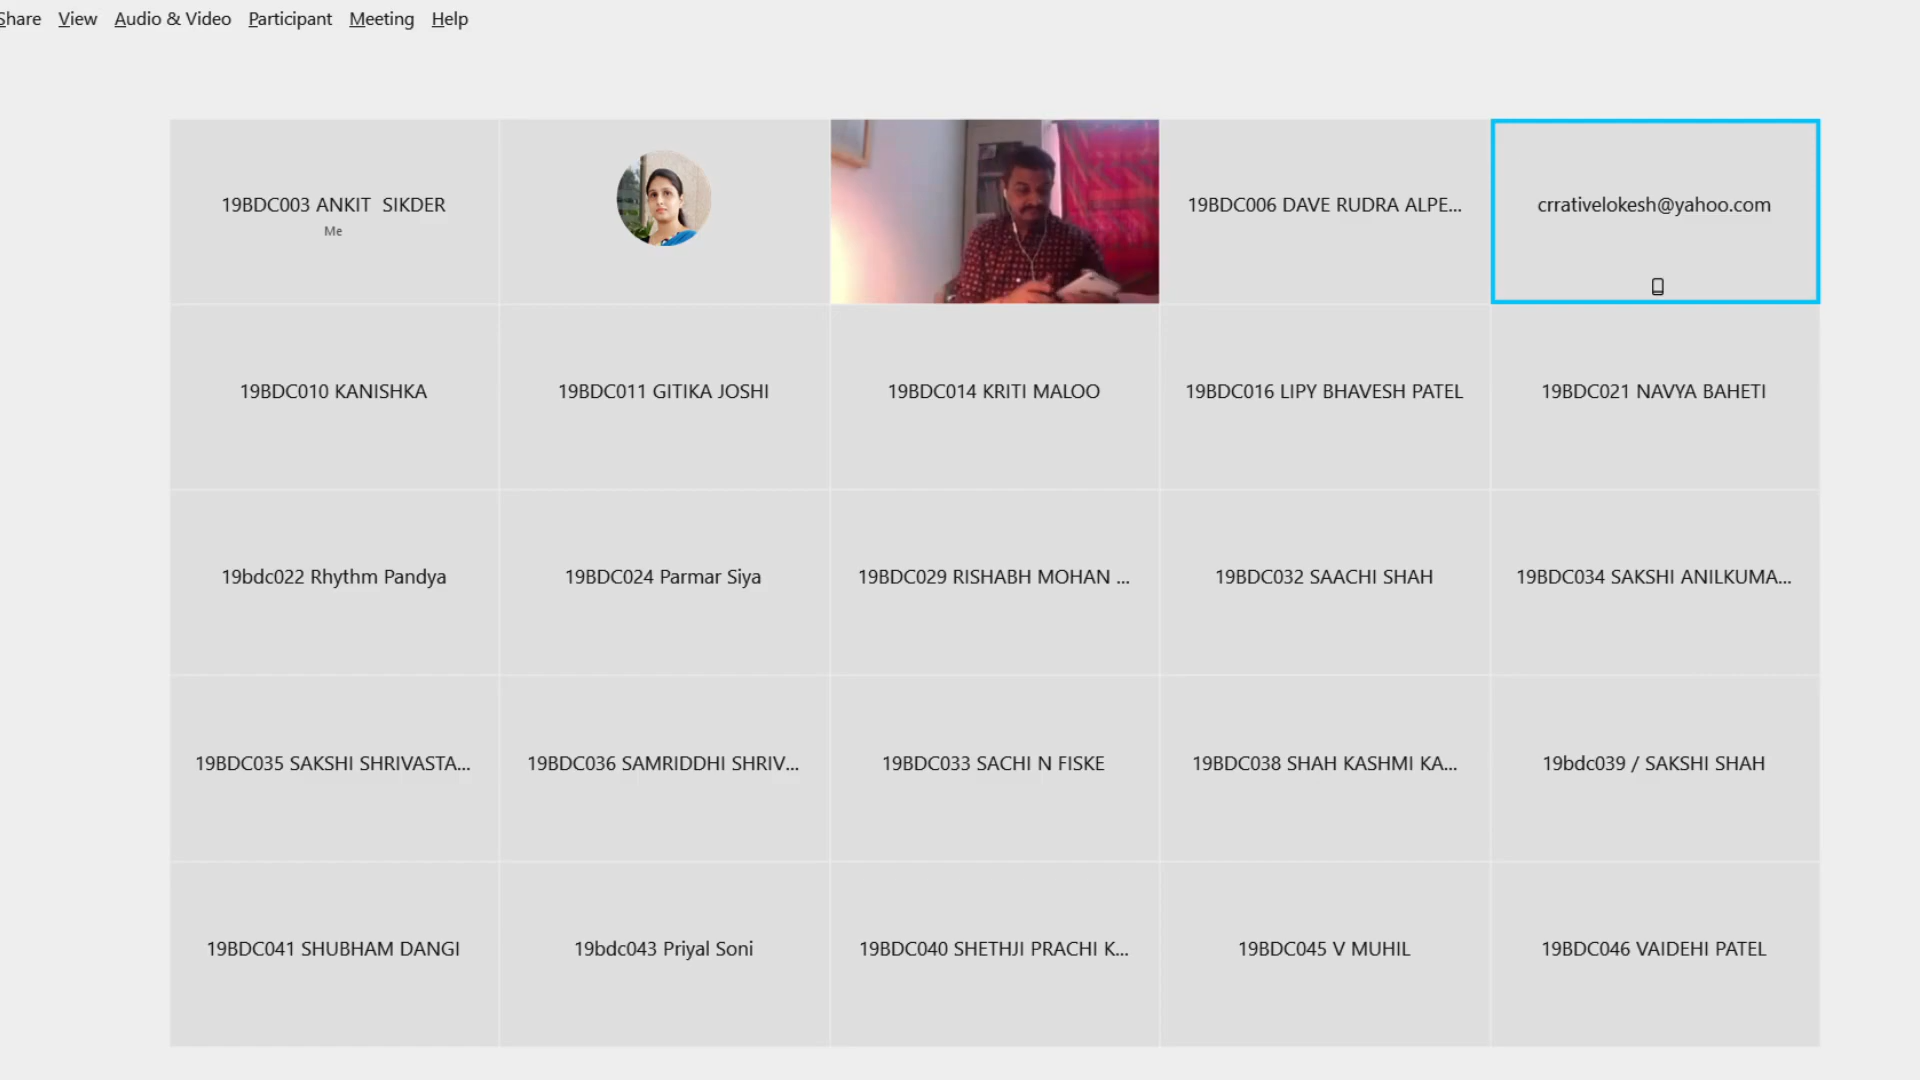 Share View Audio & Video Participant Meeting Help
19BDC003 ANKIT SIKDER
Me
19BDC006 DAVE RUDRA ALPE...
crrativelokesh@yahoo.com
19BDC010 KANISHKA
19BDC011 GITIKA JOSHI
19BDC014 KRITI MALOO
19BDC016 LIPY BHAVESH PATEL
19BDC021 NAVYA BAHETI
19bdc022 Rhythm Pandya
19BDC024 Parmar Siya
19BDC029 RISHABH MOHAN ...
19BDC032 SAACHI SHAH
19BDC034 SAKSHI ANILKUMA...
19BDC035 SAKSHI SHRIVASTA...
19BDC036 SAMRIDDHI SHRIV...
19BDC033 SACHI N FISKE
19BDC038 SHAH KASHMI KA...
19bdc039 / SAKSHI SHAH
19BDC041 SHUBHAM DANGI
19bdc043 Priyal Soni
19BDC040 SHETHJI PRACHI K...
19BDC045 V MUHIL
19BDC046 VAIDEHI PATEL